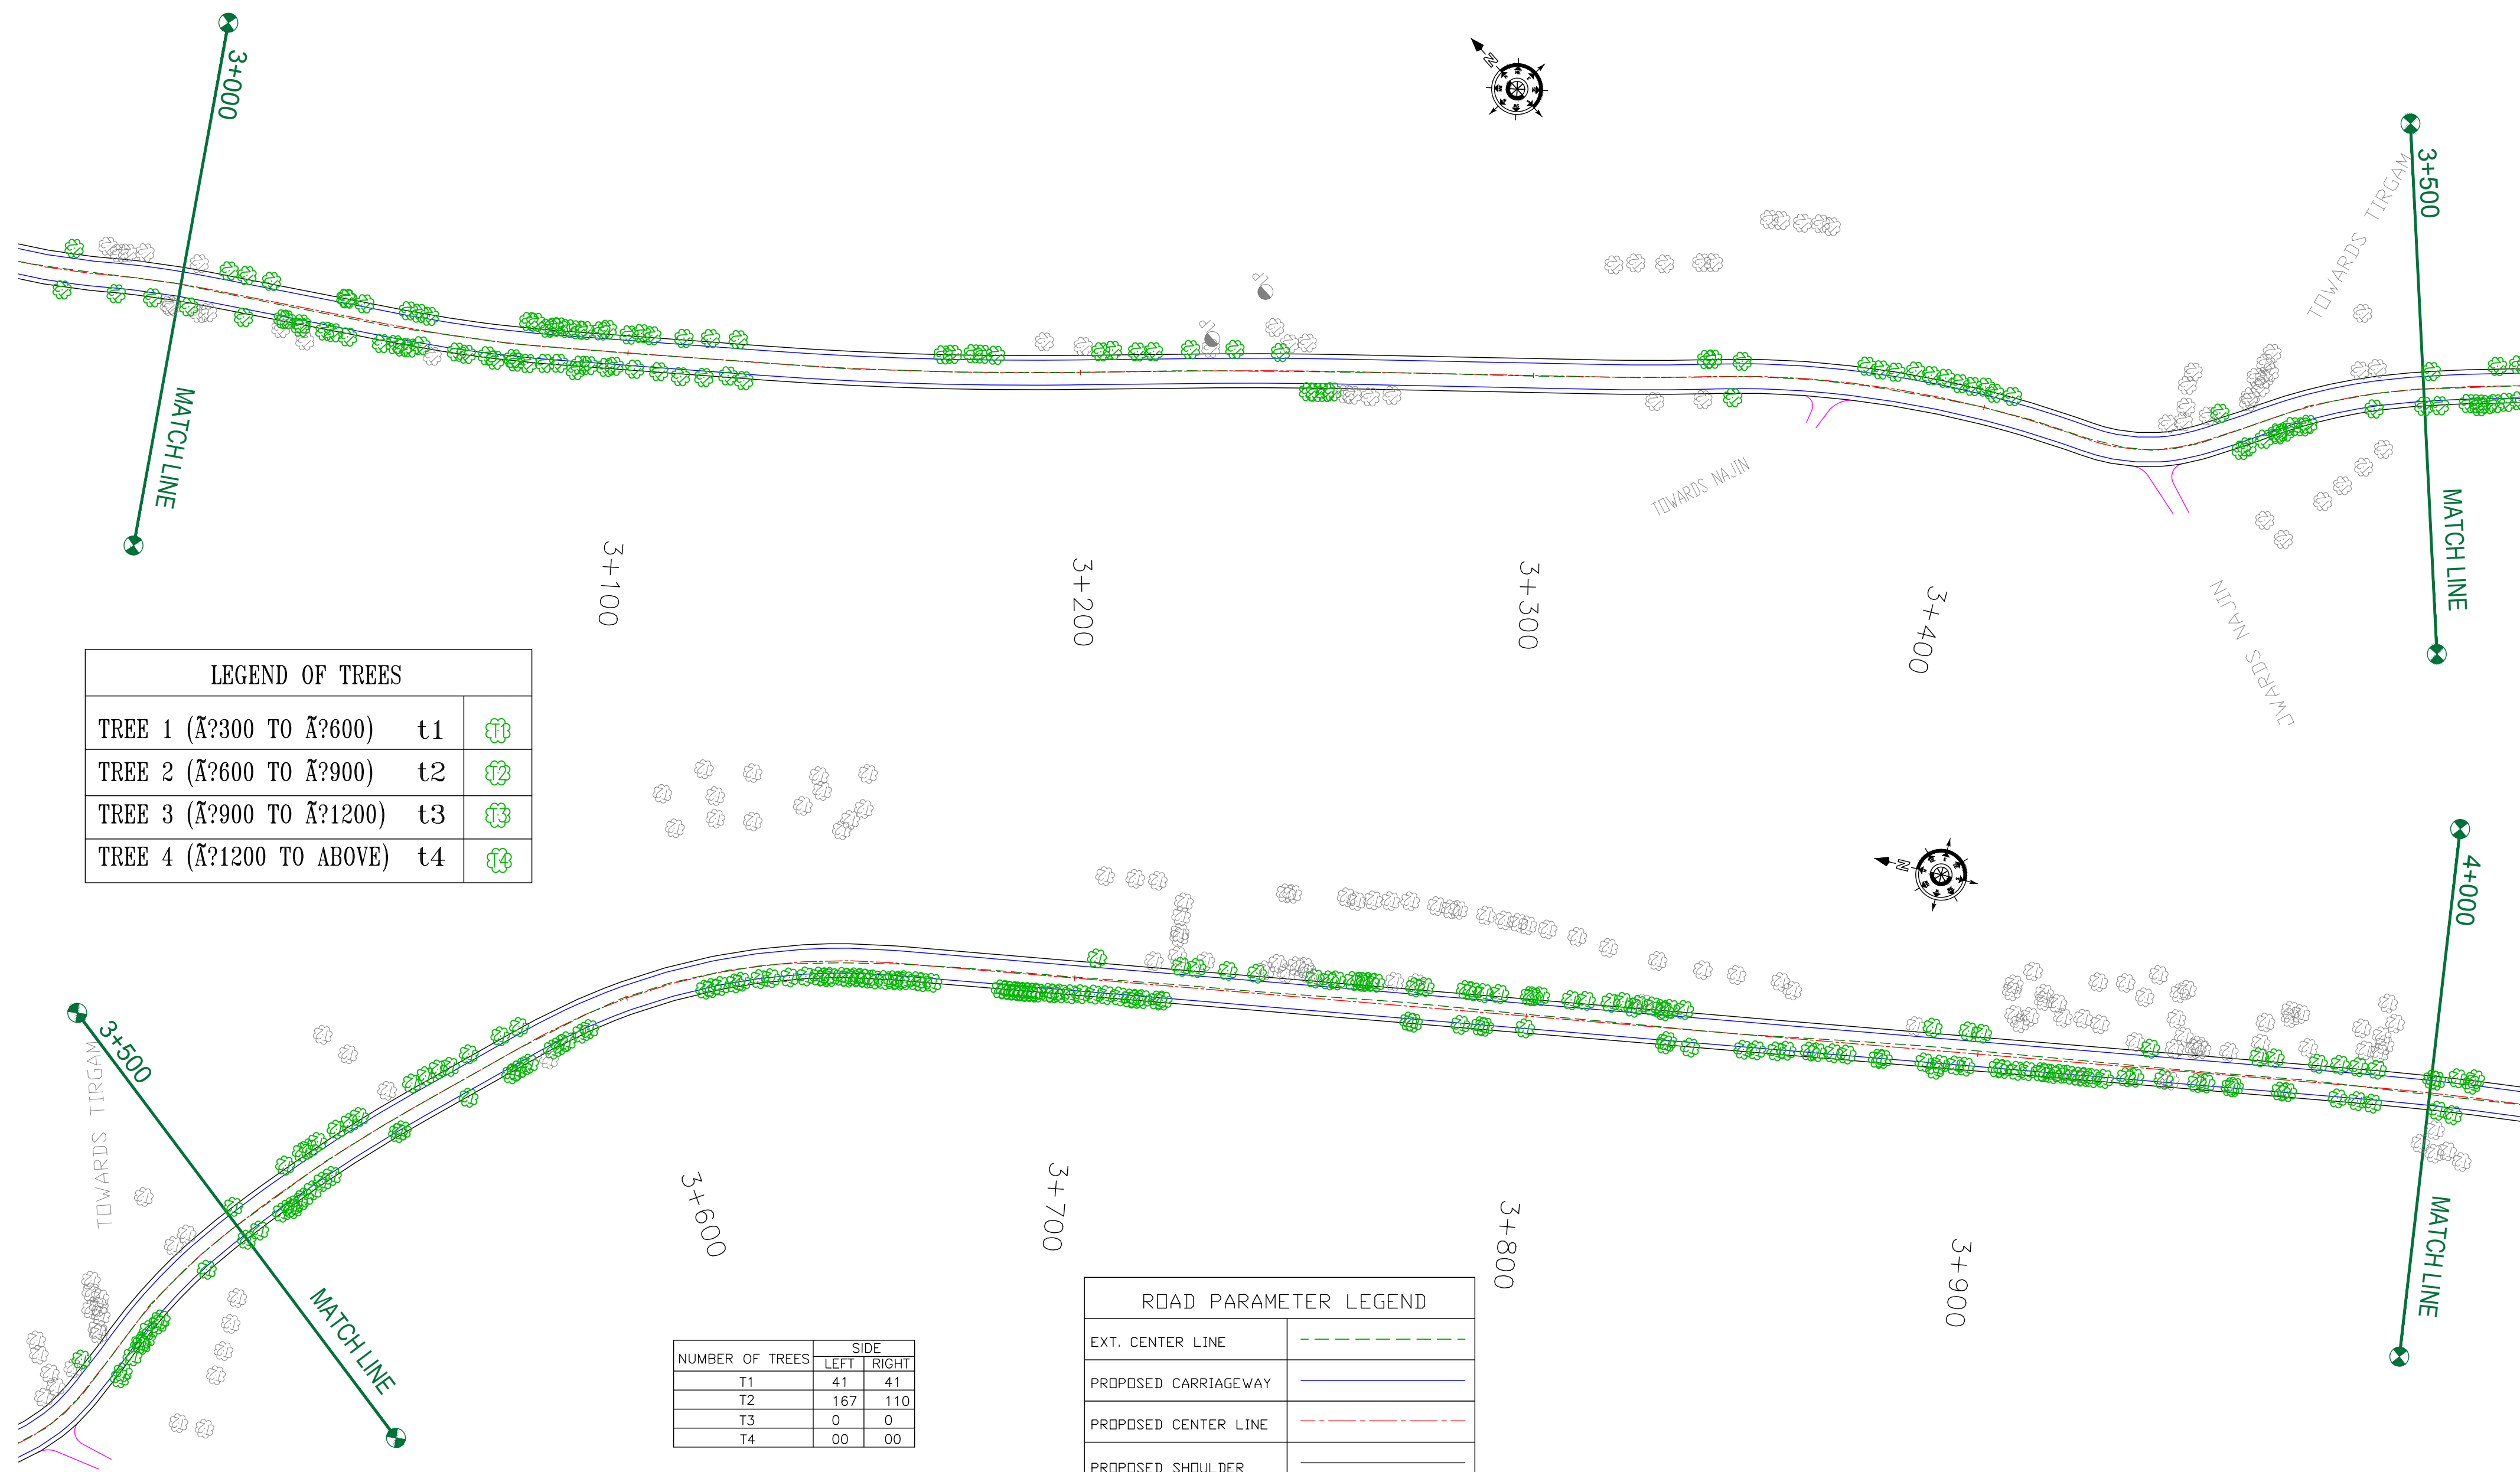 3+000
MATCH LINE
N
3+500
TOWARDS TIRGAM
MATCH LINE
TOWARDS NAJIN
3+100
3+200
3+300
3+400
OWARDS NAJIN
LEGEND OF TREES
TREE 1 (Ã?300 TO Ã?600) t1 T1
TREE 2 (Ã?600 TO Ã?900) t2 T2
TREE 3 (Ã?900 TO Ã?1200) t3 T3
TREE 4 (Ã?1200 TO ABOVE) t4 T4
N
4+000
MATCH LINE
3+500
TOWARDS TIRGAM
MATCH LINE
3+600
3+700
3+800
3+900
NUMBER OF TREES SIDE
LEFT RIGHT
T1 41 41
T2 167 110
T3 0 0
T4 00 00
ROAD PARAMETER LEGEND
EXT. CENTER LINE
PROPOSED CARRIAGEWAY
PROPOSED CENTER LINE
PROPOSED SHOULDER